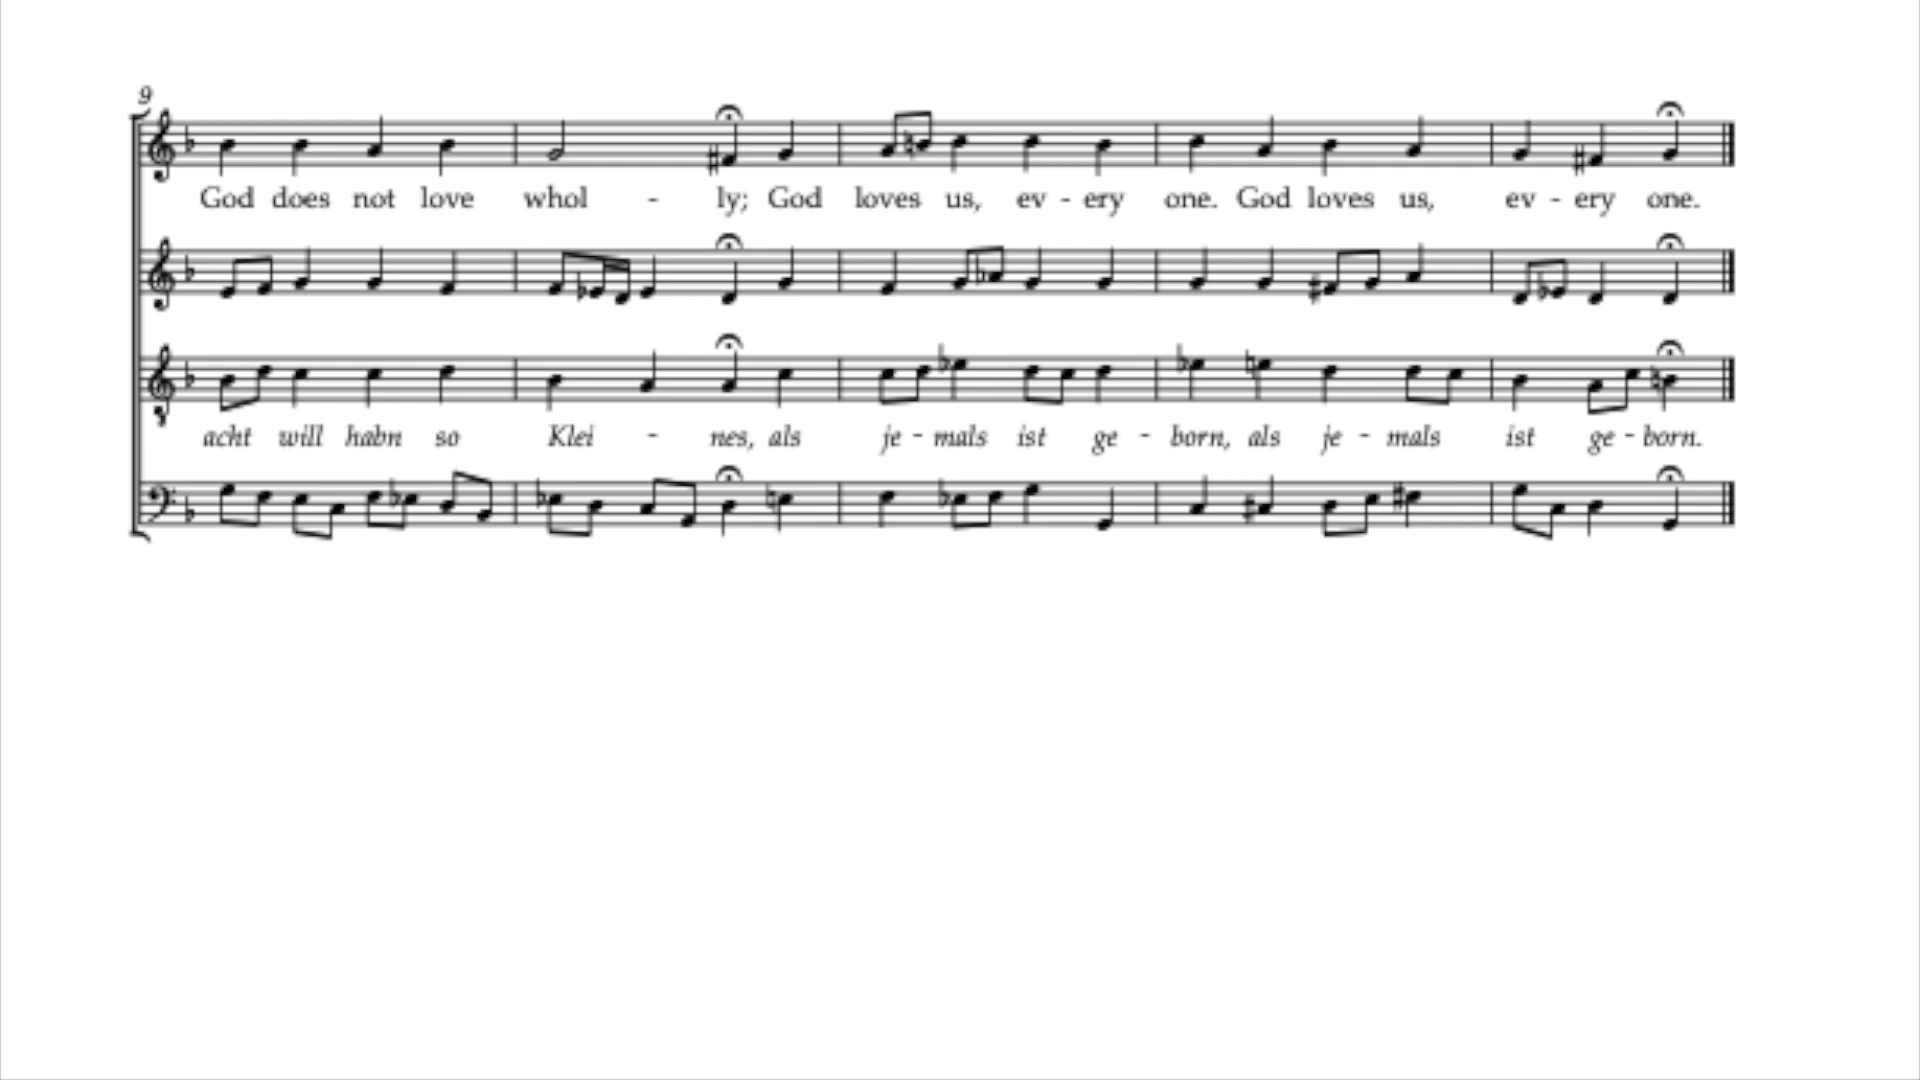 9
God does not love whol - ly; God loves us, ev - ery one. God loves us, ev - ery one.
acht will habn so Klei - nes, als je - mals ist ge - born, als je - mals ist ge - born.